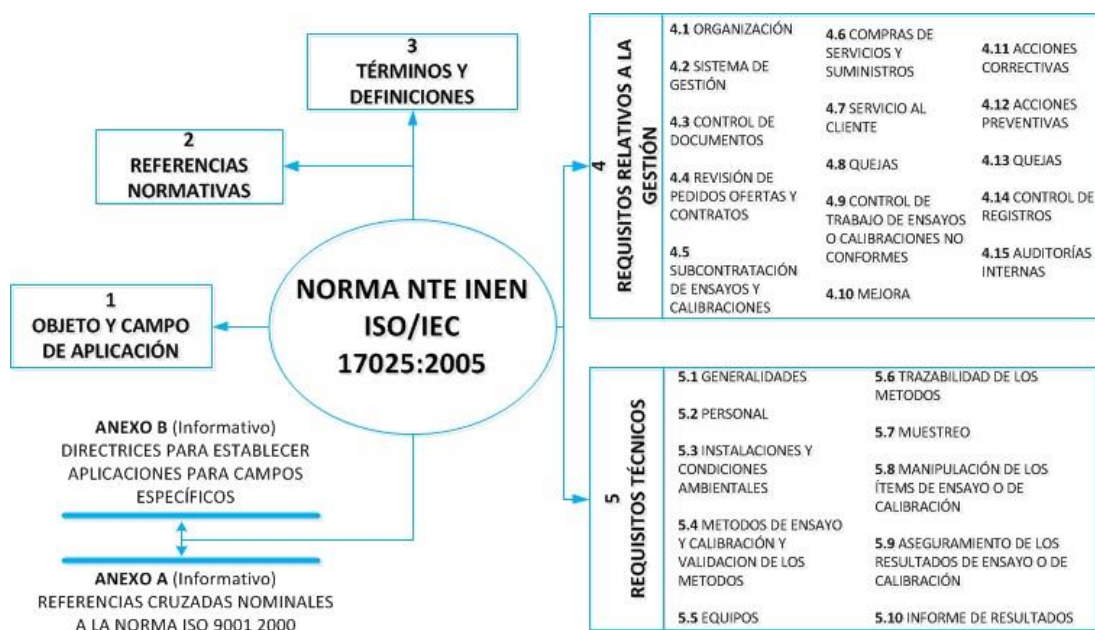 3
TÉRMINOS Y
DEFINICIONES
2
REFERENCIAS
NORMATIVAS
1
OBJETO Y CAMPO
DE APLICACIÓN
NORMA NTE INEN
ISO/IEC
17025:2005
ANEXO B (Informativo)
DIRECTRICES PARA ESTABLECER
APLICACIONES PARA CAMPOS
ESPECÍFICOS
ANEXO A (Informativo)
REFERENCIAS CRUZADAS NOMINALES
A LA NORMA ISO 9001 2000
4
REQUISITOS RELATIVOS A LA
GESTIÓN
4.1 ORGANIZACIÓN
4.2 SISTEMA DE
GESTIÓN
4.3 CONTROL DE
DOCUMENTOS
4.4 REVISIÓN DE
PEDIDOS OFERTAS Y
CONTRATOS
4.5
SUBCONTRATACIÓN
DE ENSAYOS Y
CALIBRACIONES
4.6 COMPRAS DE
SERVICIOS Y
SUMINISTROS
4.7 SERVICIO AL
CLIENTE
4.8 QUEJAS
4.9 CONTROL DE
TRABAJO DE ENSAYOS
O CALIBRACIONES NO
CONFORMES
4.10 MEJORA
4.11 ACCIONES
CORRECTIVAS
4.12 ACCIONES
PREVENTIVAS
4.13 QUEJAS
4.14 CONTROL DE
REGISTROS
4.15 AUDITORÍAS
INTERNAS
5
REQUISITOS TÉCNICOS
5.1 GENERALIDADES
5.2 PERSONAL
5.3 INSTALACIONES Y
CONDICIONES
AMBIENTALES
5.4 METODOS DE ENSAYO
Y CALIBRACIÓN Y
VALIDACION DE LOS
METODOS
5.5 EQUIPOS
5.6 TRAZABILIDAD DE LOS
METODOS
5.7 MUESTREO
5.8 MANIPULACIÓN DE LOS
ÍTEMS DE ENSAYO O DE
CALIBRACIÓN
5.9 ASEGURAMIENTO DE LOS
RESULTADOS DE ENSAYO O DE
CALIBRACIÓN
5.10 INFORME DE RESULTADOS